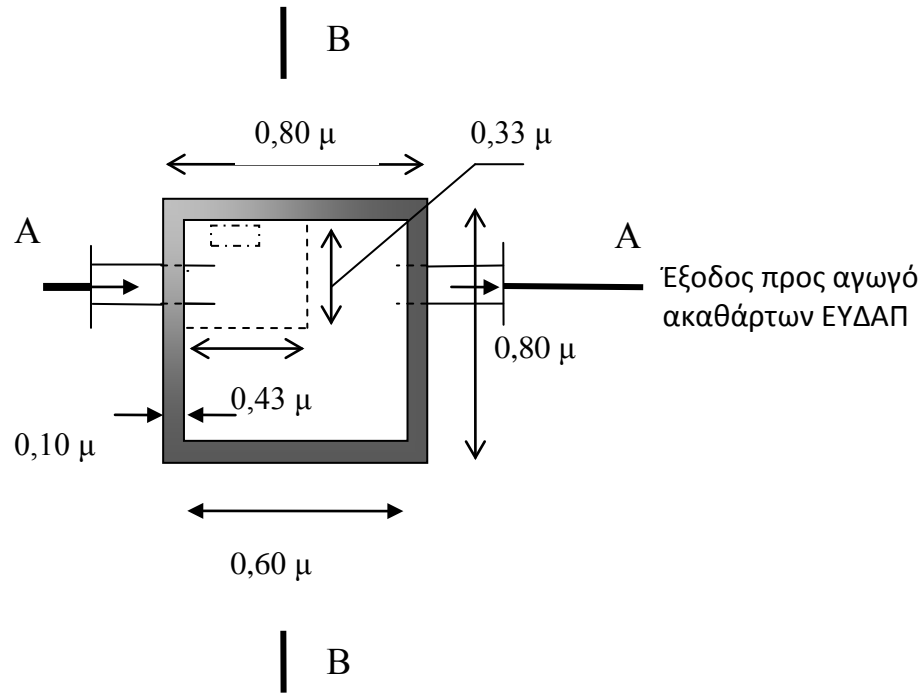 B
0,80 μ
0,33 μ
A
A
Έξοδος προς αγωγό
ακαθάρτων ΕΥΔΑΠ
0,80 μ
0,43 μ
0,10 μ
0,60 μ
B